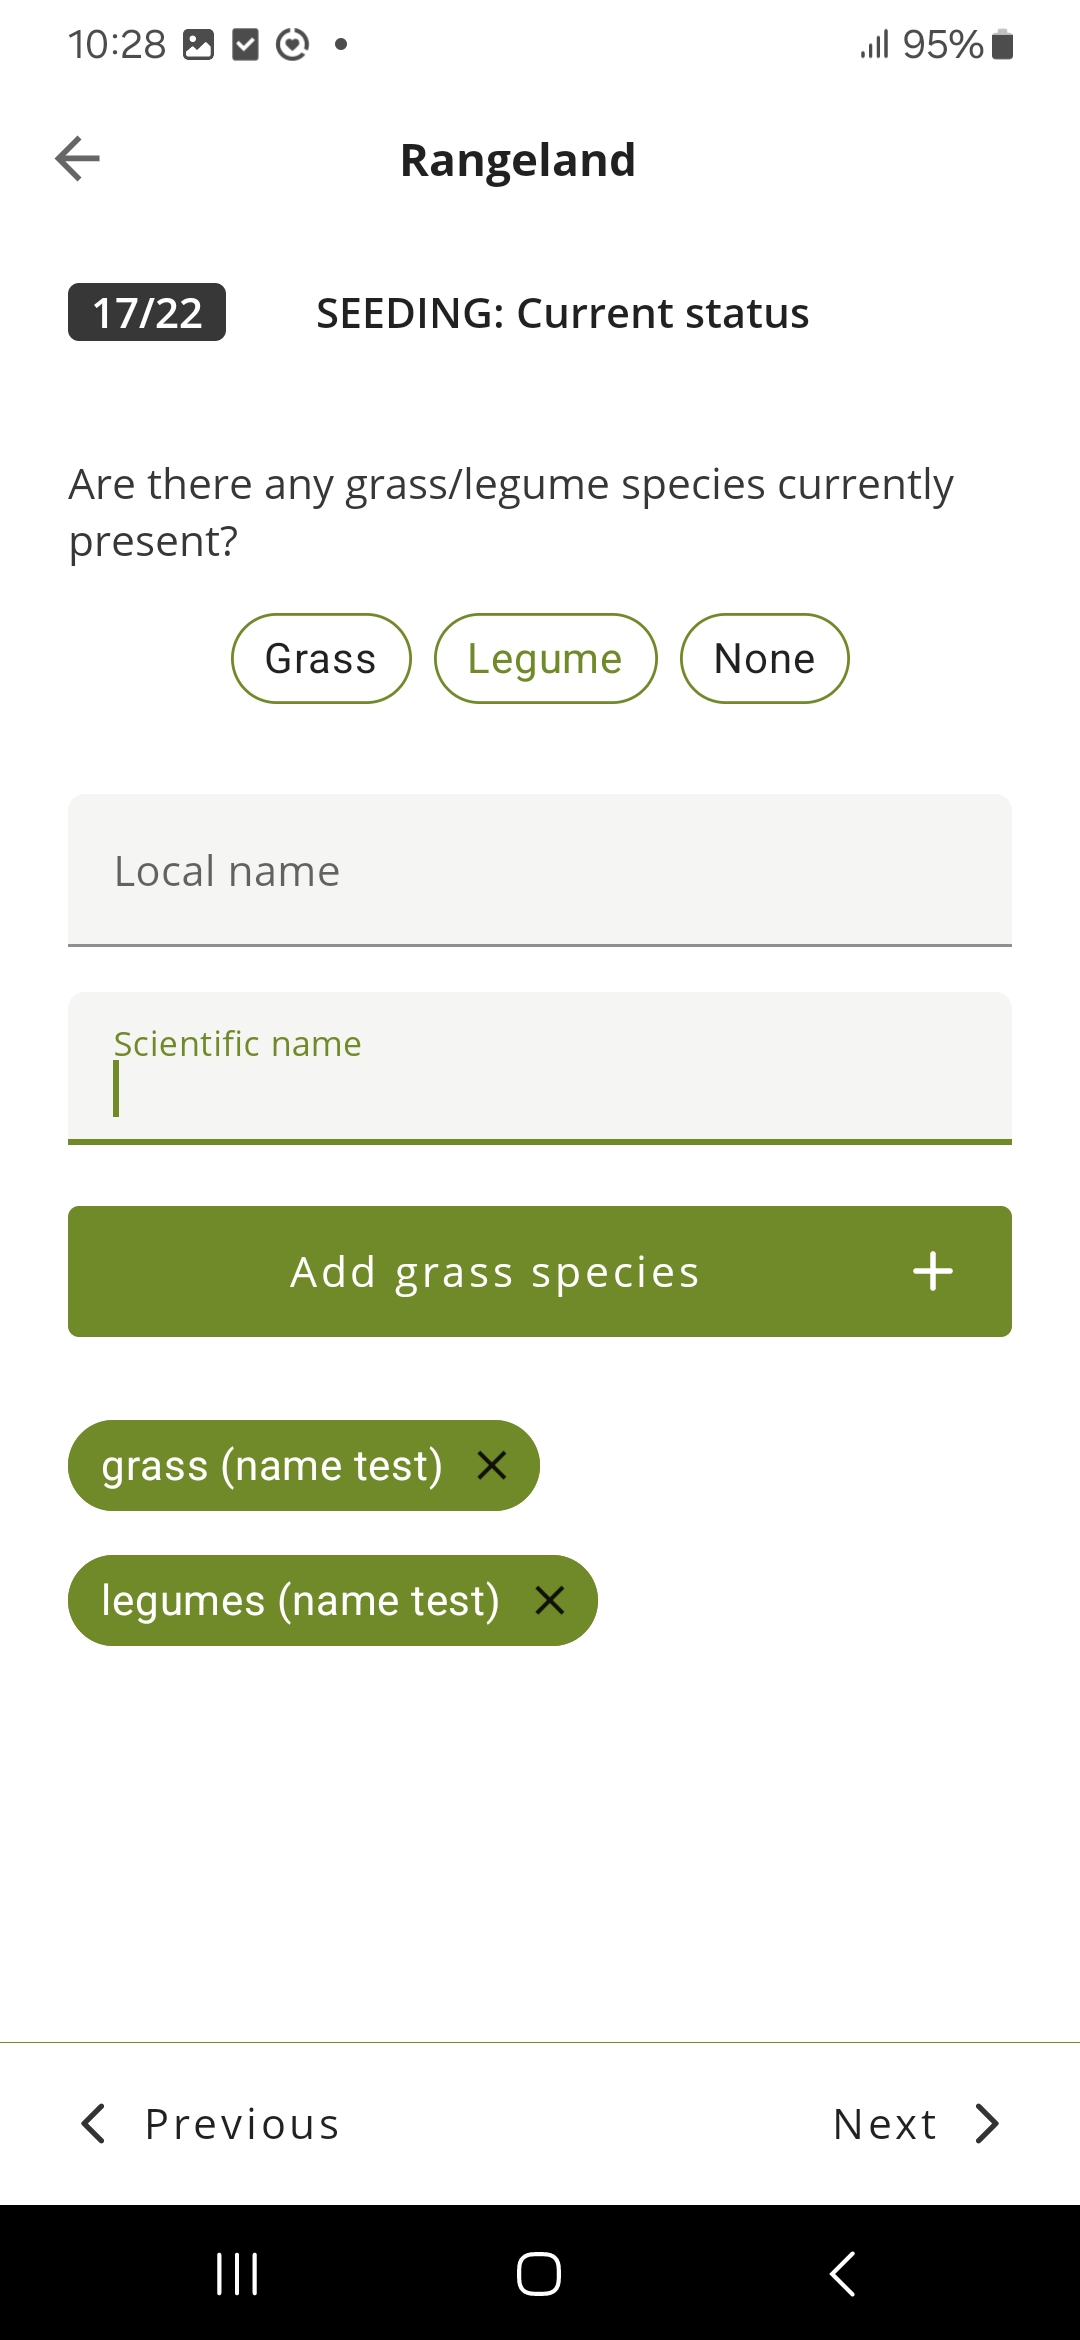 10:28
95%
Rangeland
17/22
SEEDING: Current status
Are there any grass/legume species currently
present?
Grass
Legume
None
Local name
Scientific name
Add grass species
grass (name test)
legumes (name test)
Previous
Next